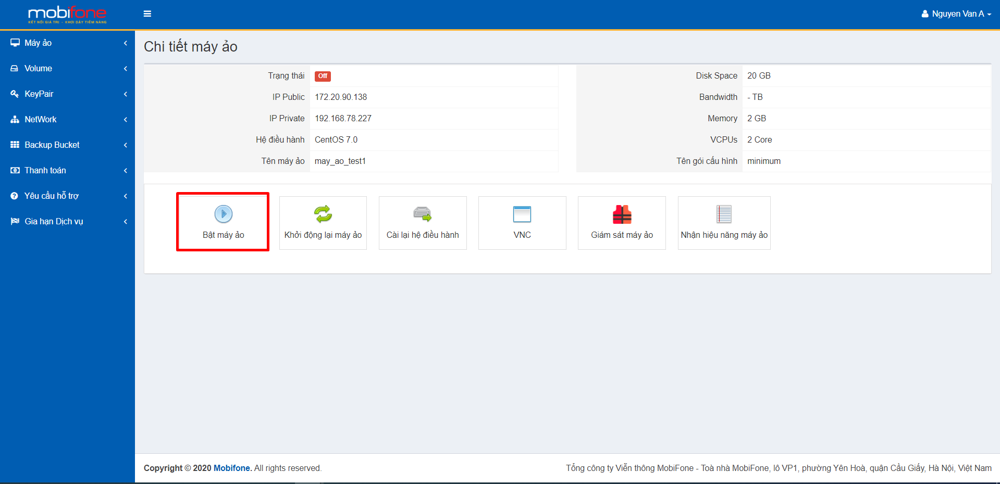 mobifone
KẾT NỐI GIÁ TRỊ - KHƠI DẬY TIỀM NĂNG
Nguyen Van A
Máy ảo
Volume
KeyPair
NetWork
Backup Bucket
Thanh toán
Yêu cầu hỗ trợ
Gia hạn Dịch vụ
Chi tiết máy ảo
Trạng thái Off
IP Public 172.20.90.138
IP Private 192.168.78.227
Hệ điều hành CentOS 7.0
Tên máy ảo may_ao_test1
Disk Space 20 GB
Bandwidth - TB
Memory 2 GB
VCPUs 2 Core
Tên gói cấu hình minimum
Bật máy ảo
Khởi động lại máy ảo
Cài lại hệ điều hành
VNC
Giám sát máy ảo
Nhận hiệu năng máy ảo
Copyright © 2020 Mobifone. All rights reserved.
Tổng công ty Viễn thông MobiFone - Toà nhà MobiFone, lô VP1, phường Yên Hoà, quận Cầu Giấy, Hà Nội, Việt Nam